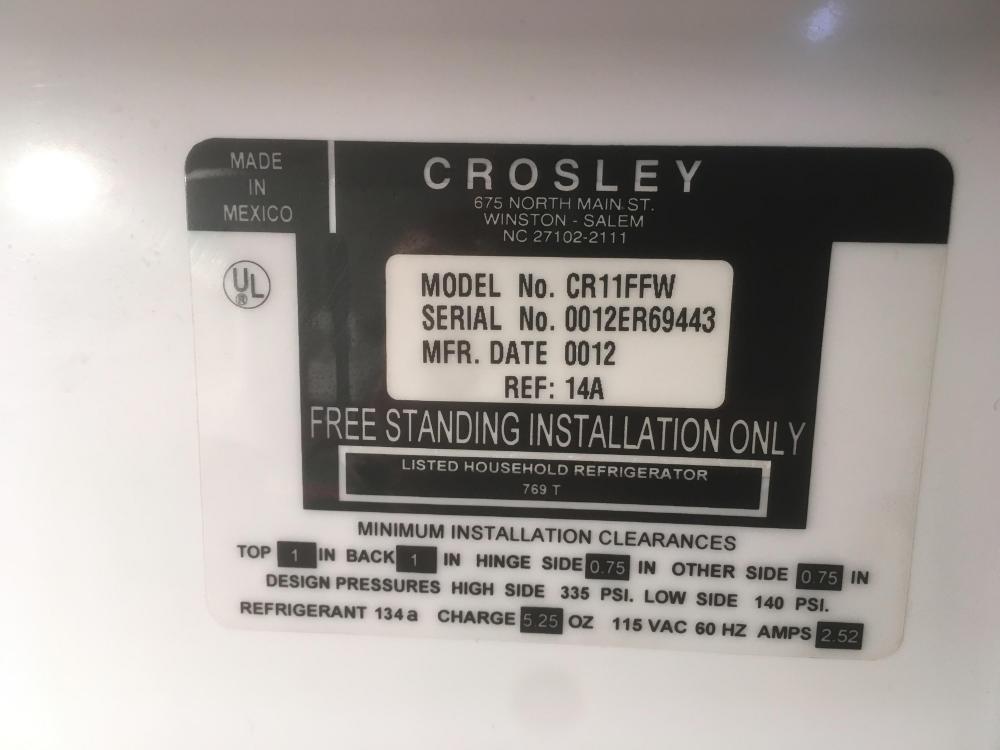 MADE
IN
MEXICO
CROSLEY
675 NORTH MAIN ST.
WINSTON - SALEM
NC 27102-2111
UL
®
MODEL No. CR11FFW
SERIAL No. 0012ER69443
MFR. DATE 0012
REF: 14A
FREE STANDING INSTALLATION ONLY
LISTED HOUSEHOLD REFRIGERATOR
769 T
MINIMUM INSTALLATION CLEARANCES
TOP 1 IN BACK 1 IN HINGE SIDE 0.75 IN OTHER SIDE 0.75 IN
DESIGN PRESSURES HIGH SIDE 335 PSI. LOW SIDE 140 PSI.
REFRIGERANT 134a CHARGE 5.25 OZ 115 VAC 60 HZ AMPS 2.52